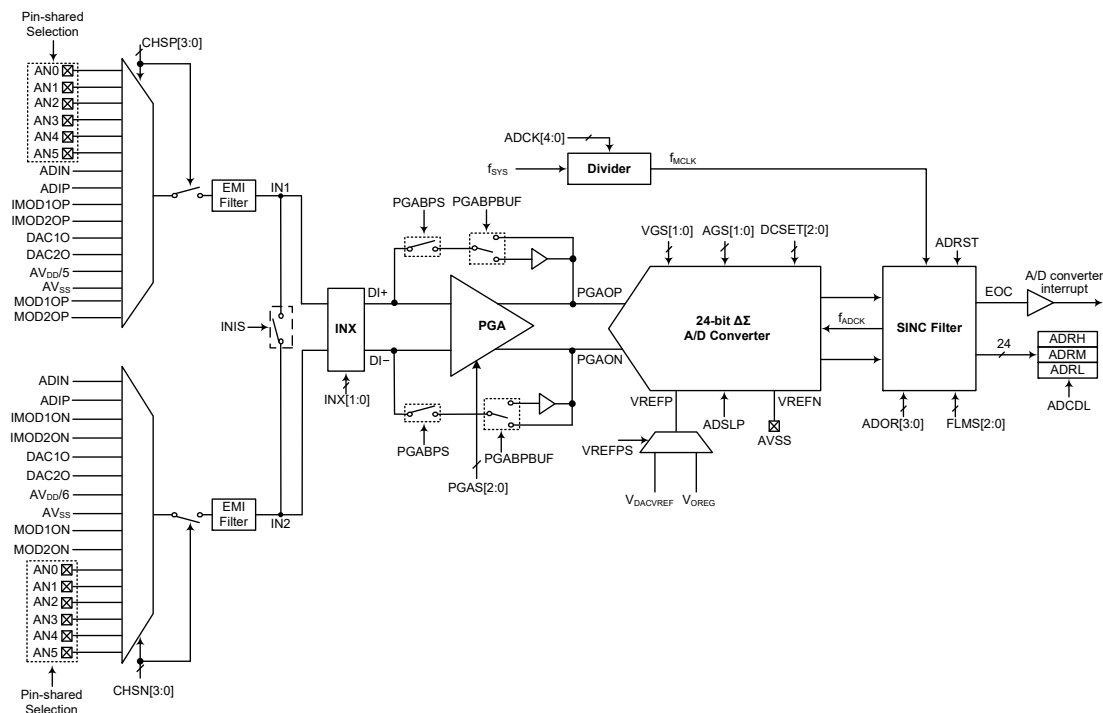 Pin-shared
Selection
CHSP[3:0]
AN0
AN1
AN2
AN3
AN4
AN5
ADIN
ADIP
IMOD1OP
IMOD2OP
DAC1O
DAC2O
AVDD/5
AVSS
MOD1OP
MOD2OP
EMI
Filter
IN1
INIS
ADIN
ADIP
IMOD1ON
IMOD2ON
DAC1O
DAC2O
AVDD/6
AVSS
MOD1ON
MOD2ON
AN0
AN1
AN2
AN3
AN4
AN5
Pin-shared
Selection
CHSN[3:0]
EMI
Filter
IN2
DI+
INX
DI−
INX[1:0]
PGABPS
PGABPBUF
PGA
PGAOP
PGAON
PGABPS
PGABPBUF
PGAS[2:0]
ADCK[4:0]
fSYS
Divider
fMCLK
VGS[1:0]
AGS[1:0]
DCSET[2:0]
24-bit ΔΣ
A/D Converter
VREFP
ADSLP
VREFN
AVSS
VREFPS
VDACVREF
VOREG
fADCK
ADRST
SINC Filter
ADOR[3:0]
FLMS[2:0]
EOC
A/D converter
interrupt
24
ADRH
ADRM
ADRL
ADCDL